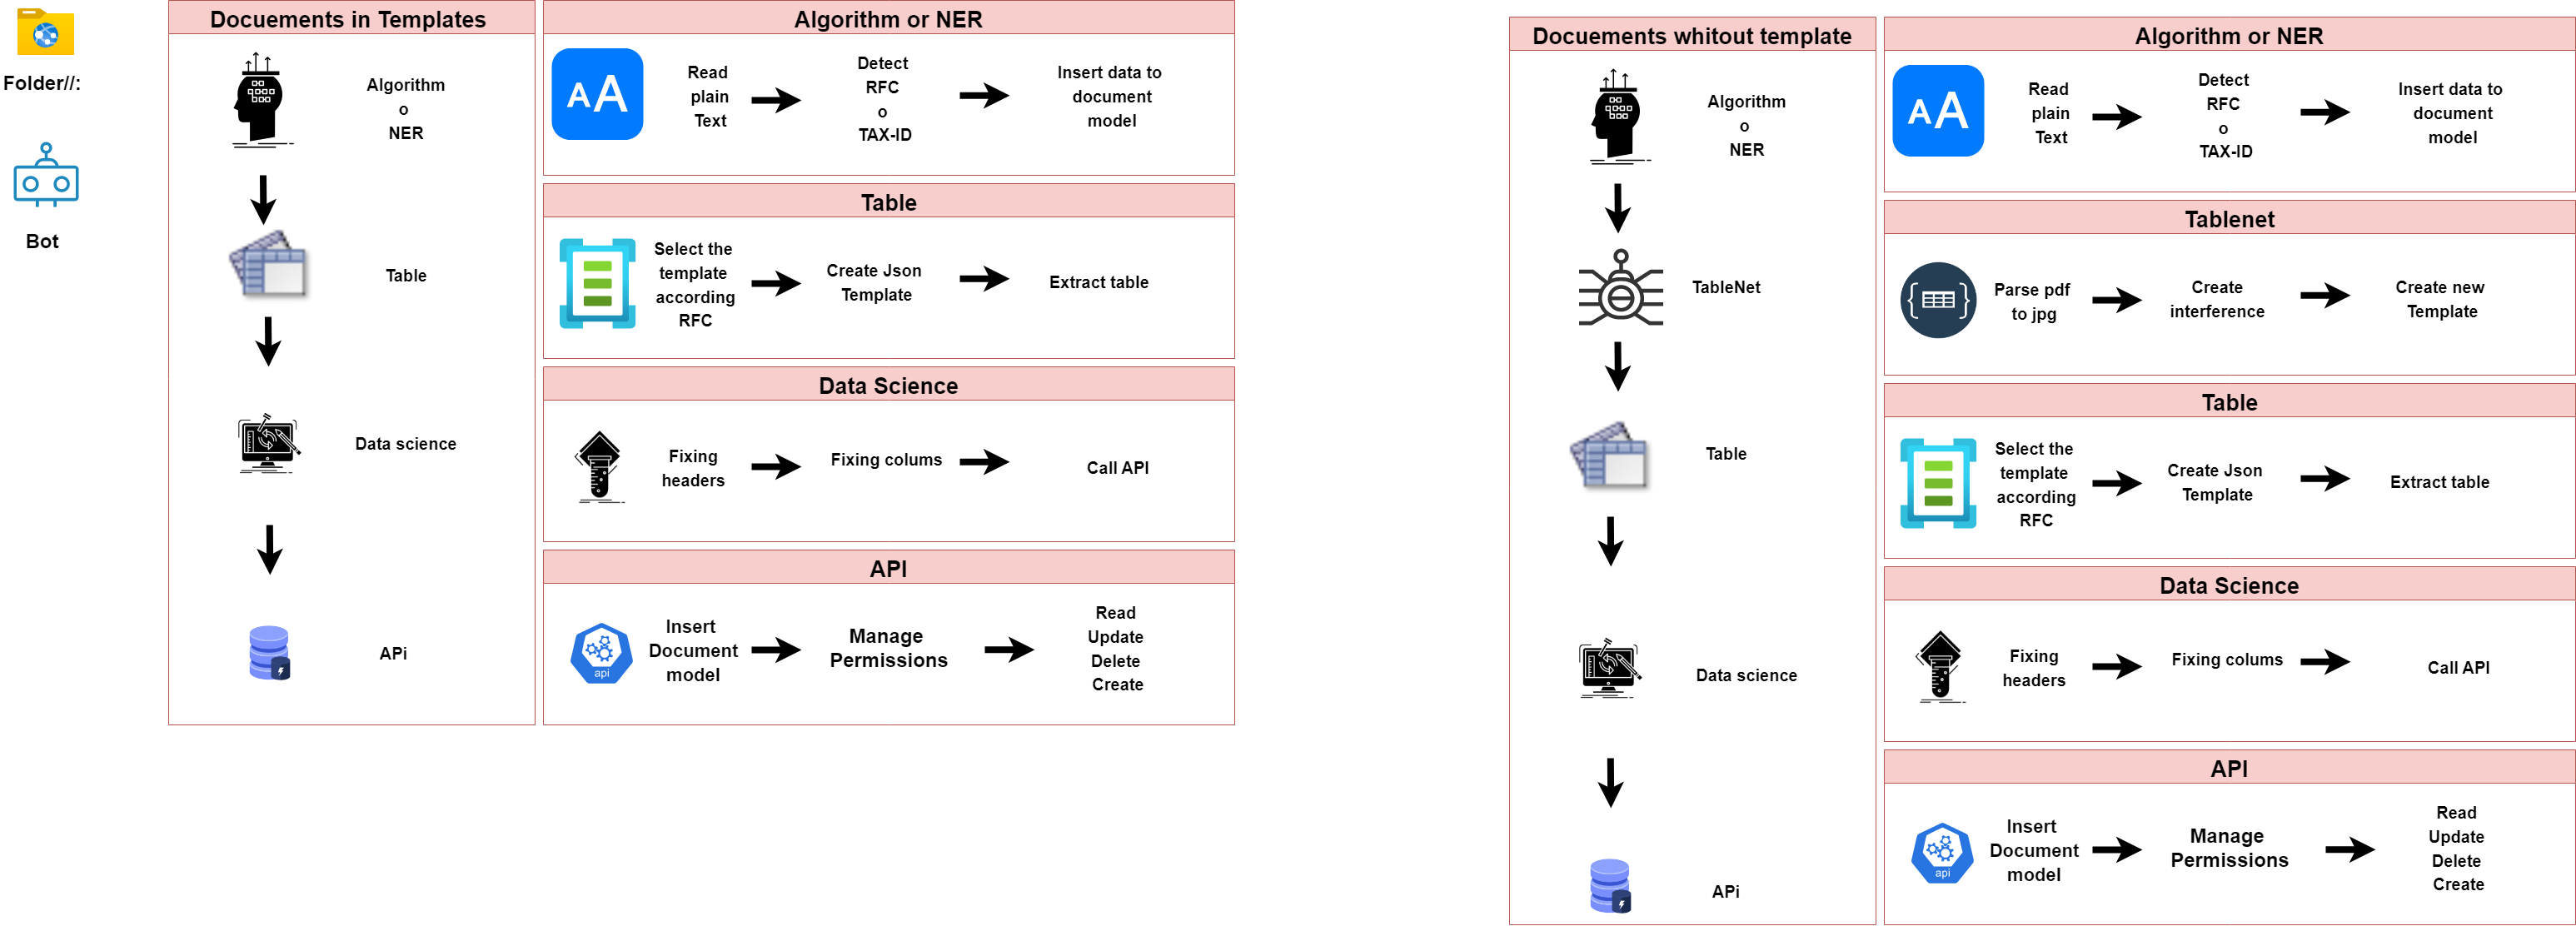 Folder//:
Bot
Docuements in Templates
Algorithm
o
NER
Table
Data science
APi
Algorithm or NER
AA
Read
plain
Text
Detect
RFC
o
TAX-ID
Insert data to
document
model
Table
Select the
template
according
RFC
Create Json
Template
Extract table
Data Science
Fixing
headers
Fixing colums
Call API
API
api
Insert
Document
model
Manage
Permissions
Read
Update
Delete
Create
Docuements whitout template
Algorithm
o
NER
TableNet
Table
Data science
APi
Algorithm or NER
AA
Read
plain
Text
Detect
RFC
o
TAX-ID
Insert data to
document
model
Tablenet
Parse pdf
to jpg
Create
interference
Create new
Template
Table
Select the
template
according
RFC
Create Json
Template
Extract table
Data Science
Fixing
headers
Fixing colums
Call API
API
api
Insert
Document
model
Manage
Permissions
Read
Update
Delete
Create